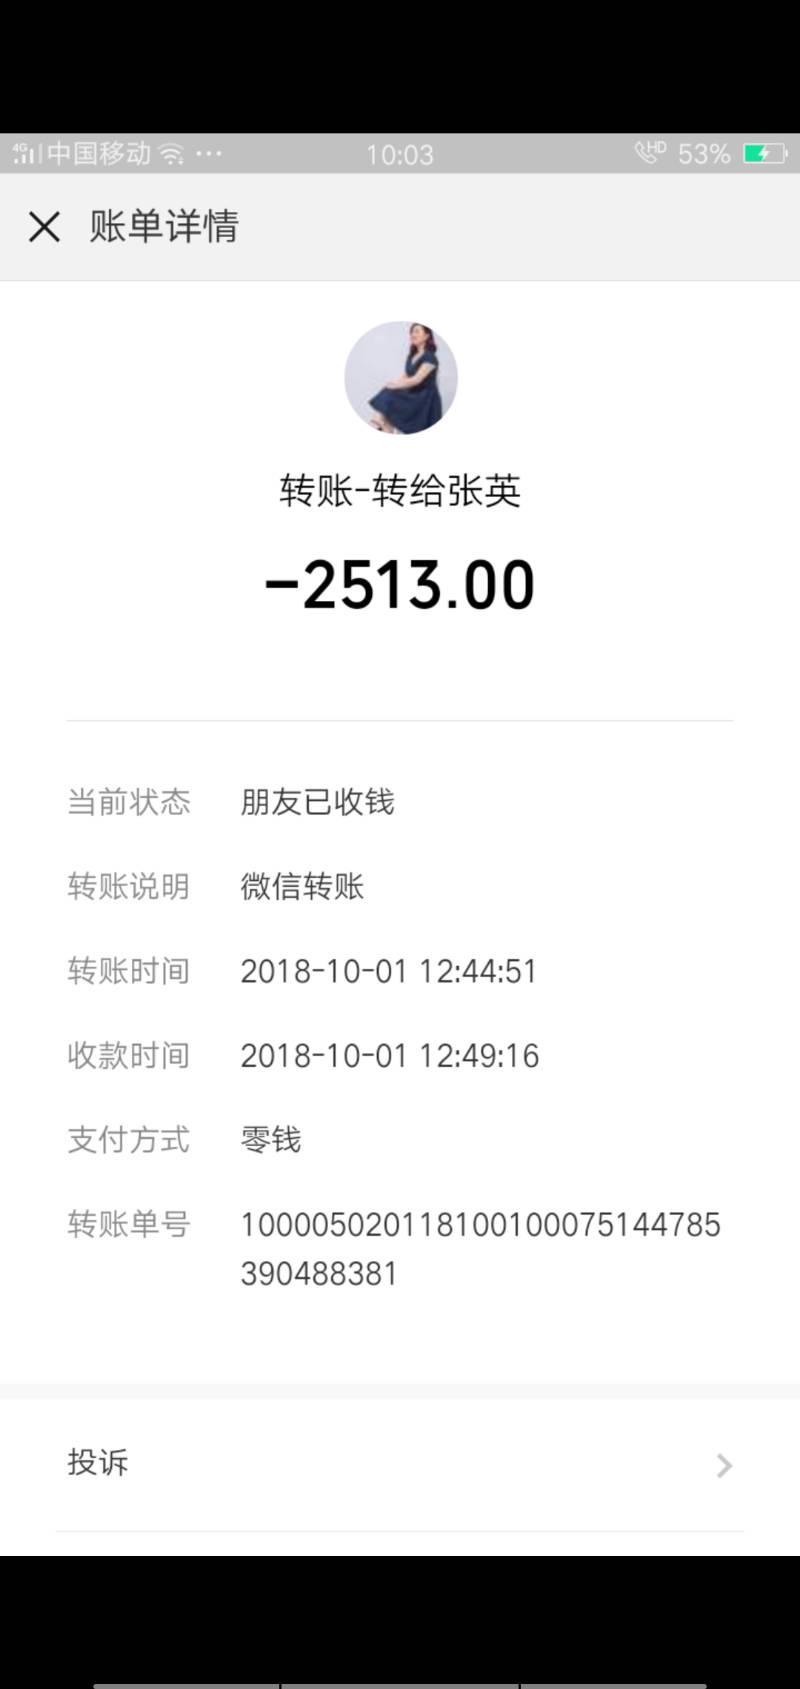 4G 中国移动 ... 10:03 HD 53%
账单详情
转账-转给张英
-2513.00
当前状态 朋友已收钱
转账说明 微信转账
转账时间 2018-10-01 12:44:51
收款时间 2018-10-01 12:49:16
支付方式 零钱
转账单号 100005020118100100075144785
390488381
投诉